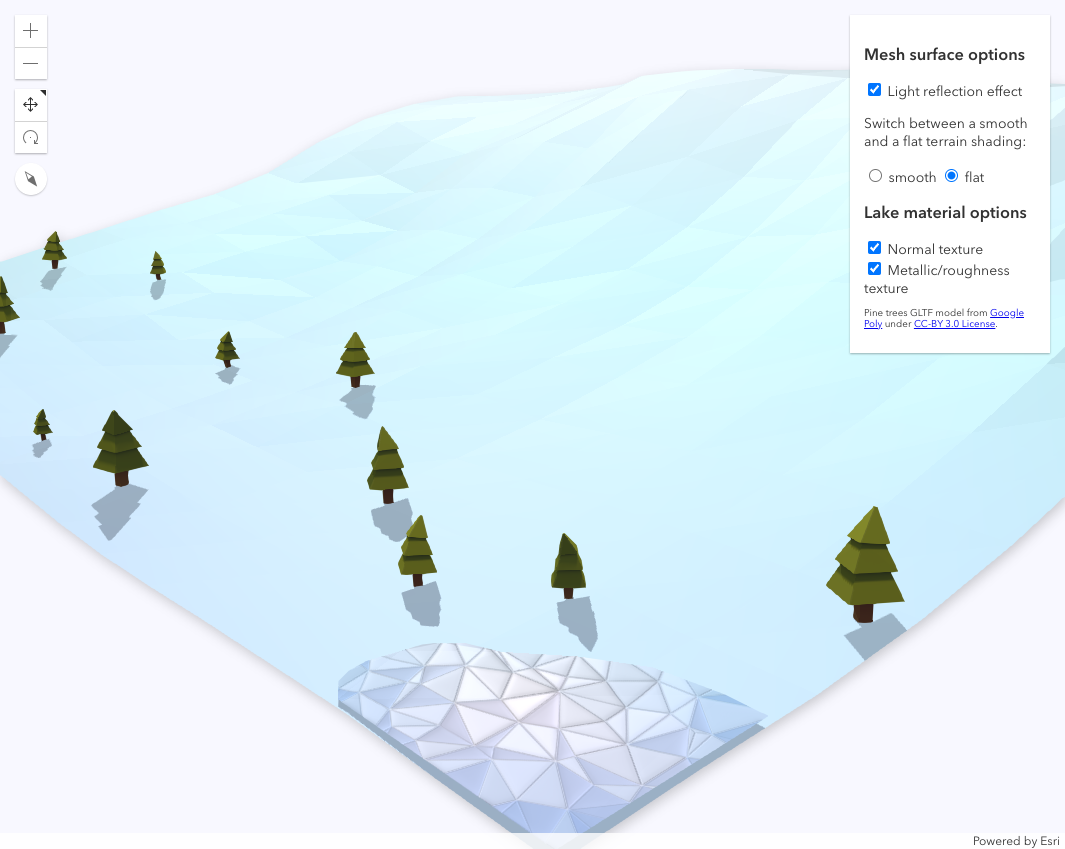 Mesh surface options
Light reflection effect
Switch between a smooth
and a flat terrain shading:
smooth flat
Lake material options
Normal texture
Metallic/roughness
texture
Pine trees GLTF model from Google
Poly under CC-BY 3.0 License.
Powered by Esri